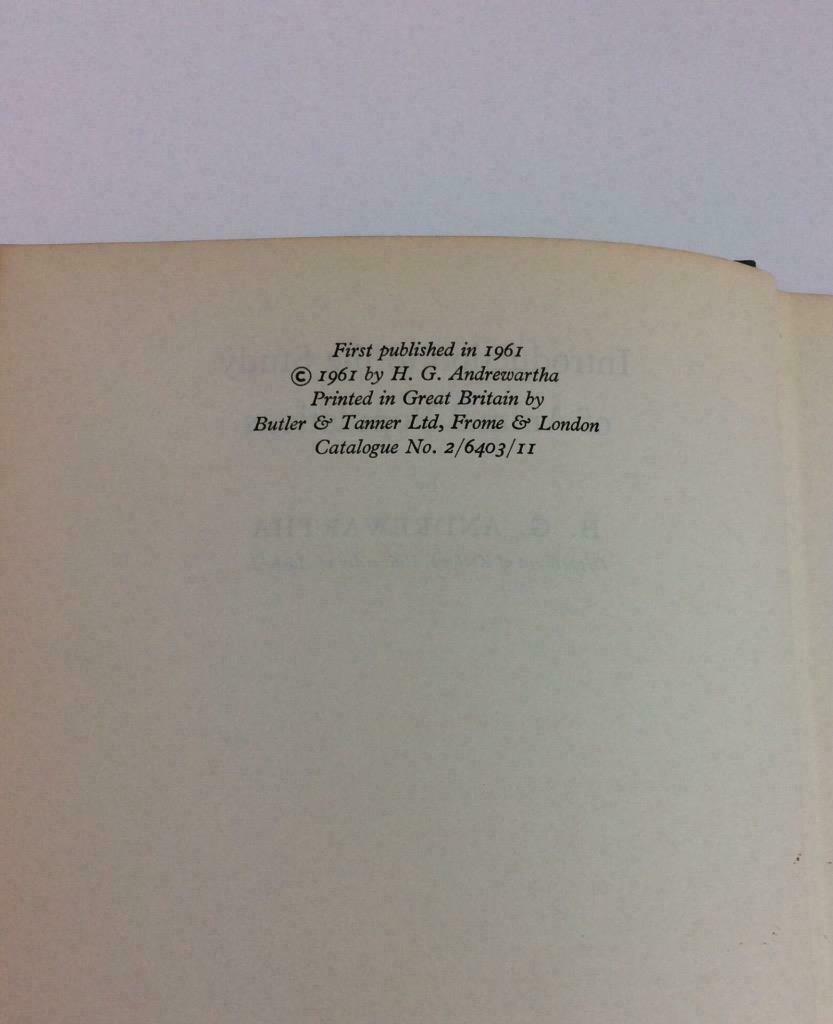 First published in 1961
© 1961 by H. G. Andrewartha
Printed in Great Britain by
Butler & Tanner Ltd, Frome & London
Catalogue No. 2/6403/11
H. G. ANDREWARTHA